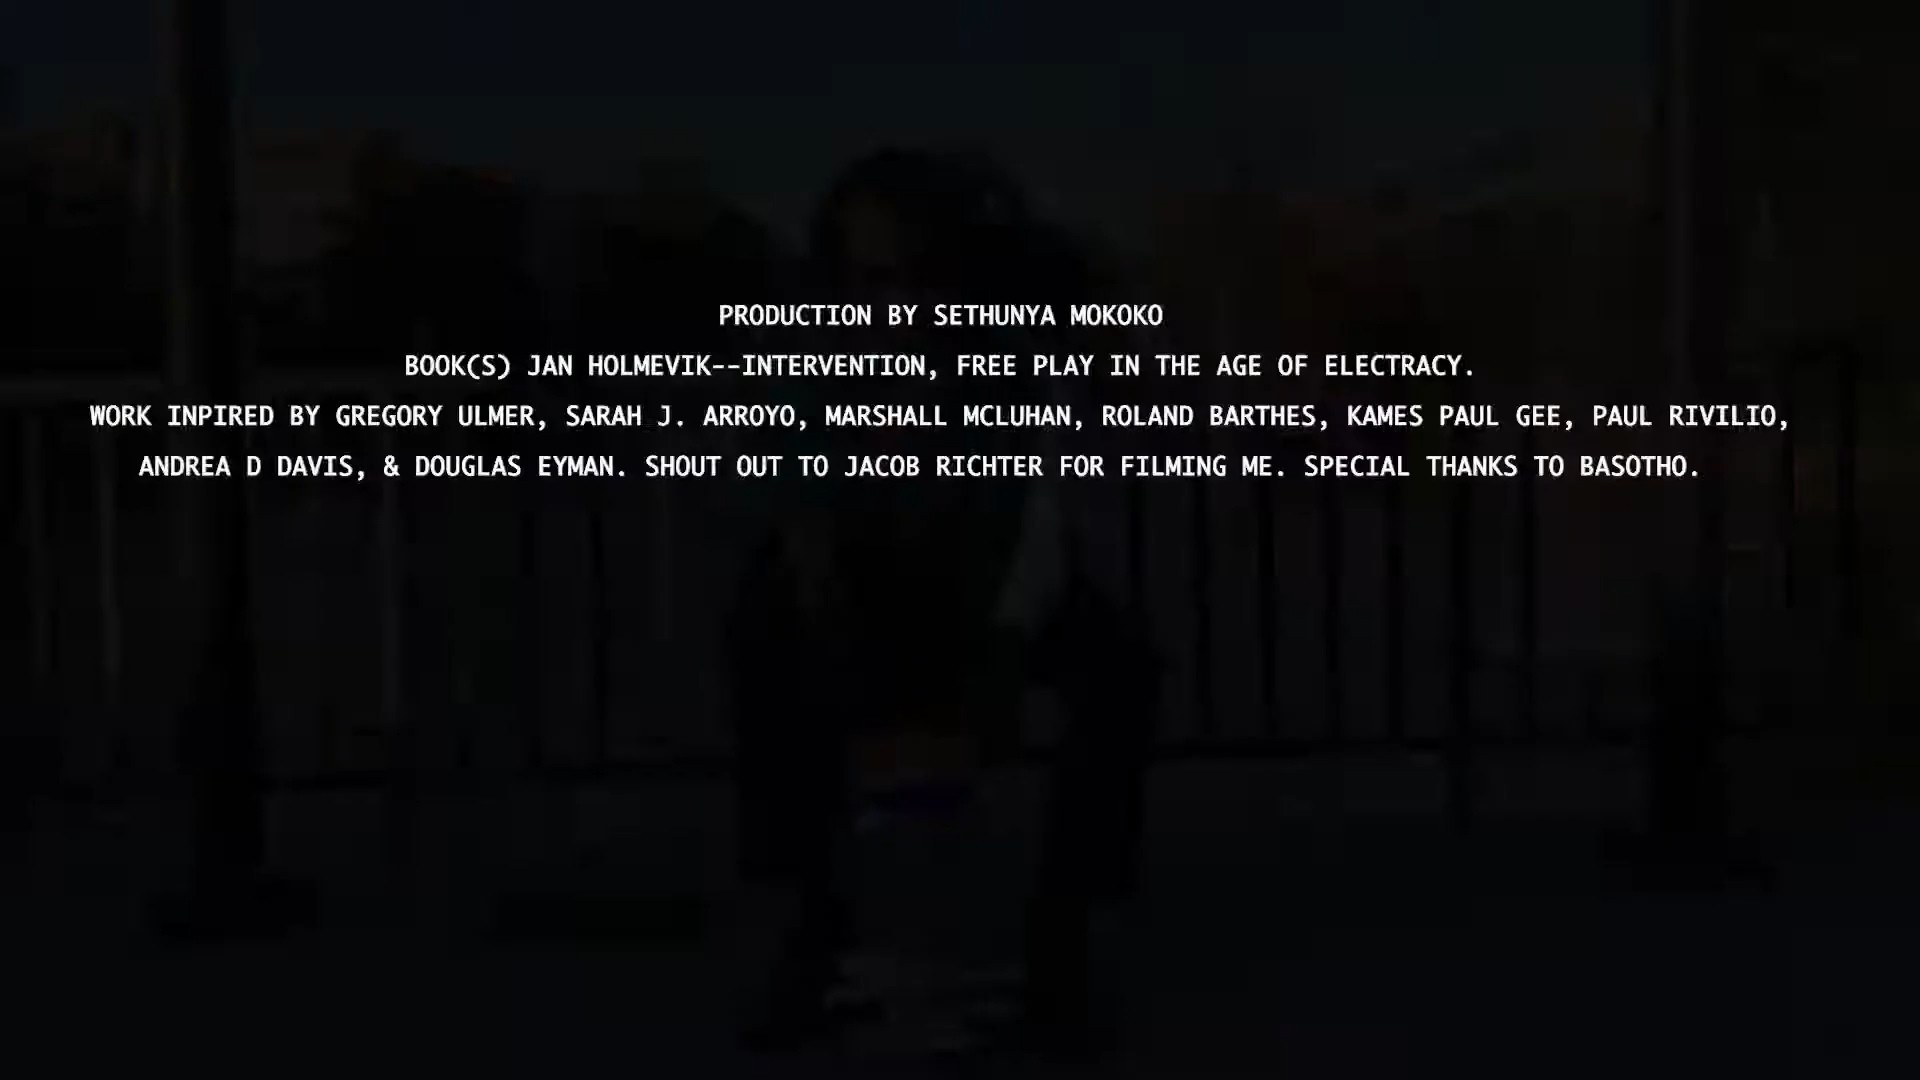 PRODUCTION BY SETHUNYA MOKOKO
BOOK(S) JAN HOLMEVIK--INTERVENTION, FREE PLAY IN THE AGE OF ELECTRACY.
WORK INPIRED BY GREGORY ULMER, SARAH J. ARROYO, MARSHALL MCLUHAN, ROLAND BARTHES, KAMES PAUL GEE, PAUL RIVILIO,
ANDREA D DAVIS, & DOUGLAS EYMAN. SHOUT OUT TO JACOB RICHTER FOR FILMING ME. SPECIAL THANKS TO BASOTHO.